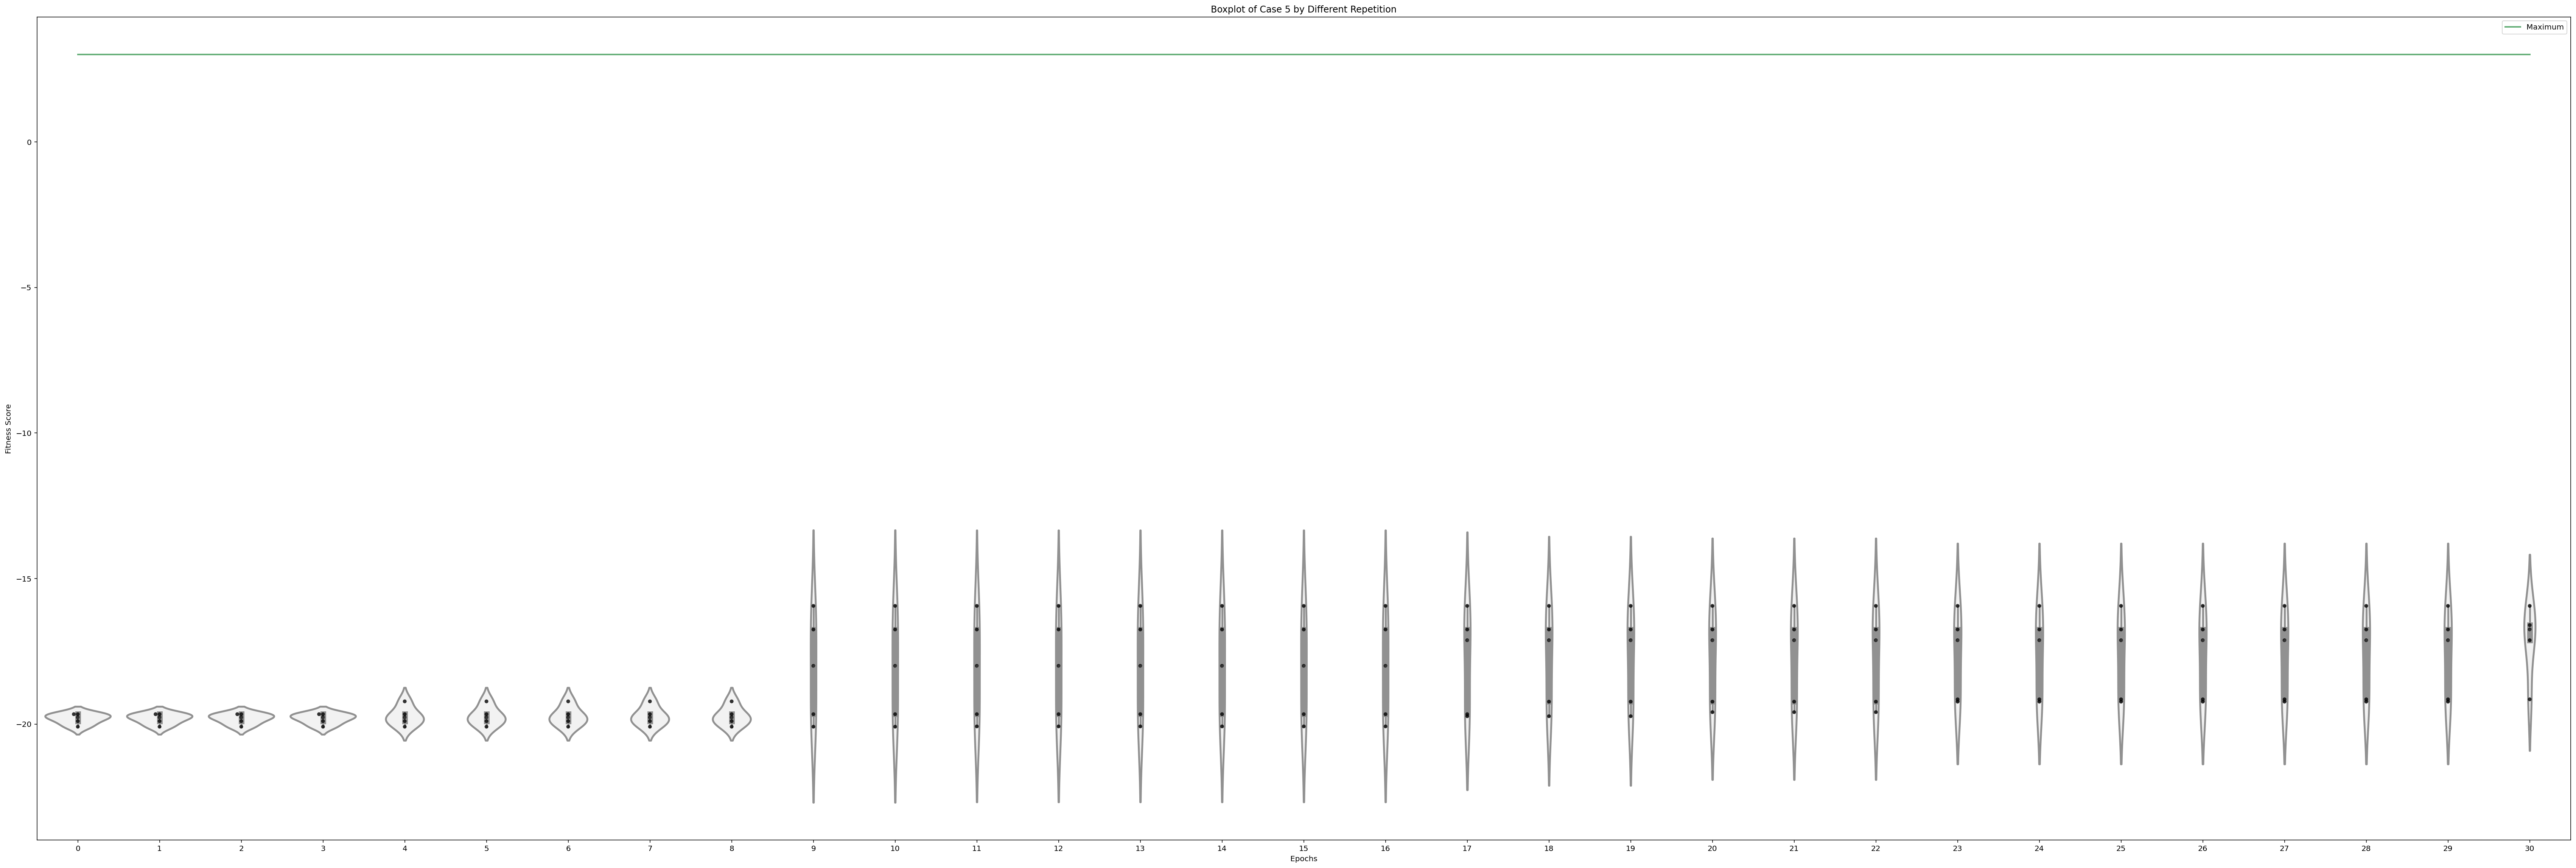 Boxplot of Case 5 by Different Repetition
Maximum
Fitness Score
0
−5
−10
−15
−20
0 1 2 3 4 5 6 7 8 9 10 11 12 13 14 15 16 17 18 19 20 21 22 23 24 25 26 27 28 29 30
Epochs